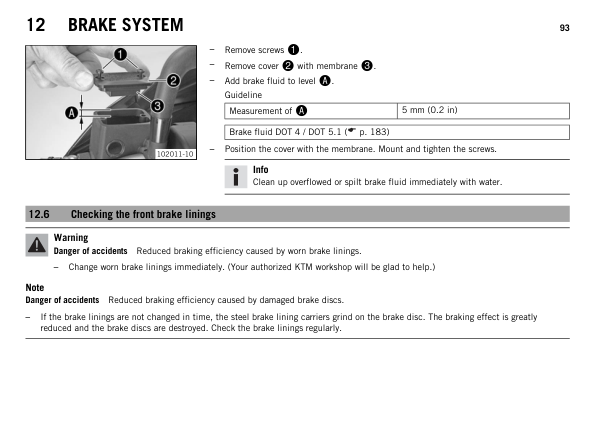 12 BRAKE SYSTEM 93
1
2
3
A
102011-10
– Remove screws 1.
– Remove cover 2 with membrane 3.
– Add brake fluid to level A.
Guideline
Measurement of A 5 mm (0.2 in)
Brake fluid DOT 4 / DOT 5.1 (☛ p. 183)
– Position the cover with the membrane. Mount and tighten the screws.
Info
Clean up overflowed or spilt brake fluid immediately with water.
12.6 Checking the front brake linings
Warning
Danger of accidents Reduced braking efficiency caused by worn brake linings.
– Change worn brake linings immediately. (Your authorized KTM workshop will be glad to help.)
Note
Danger of accidents Reduced braking efficiency caused by damaged brake discs.
– If the brake linings are not changed in time, the steel brake lining carriers grind on the brake disc. The braking effect is greatly
reduced and the brake discs are destroyed. Check the brake linings regularly.